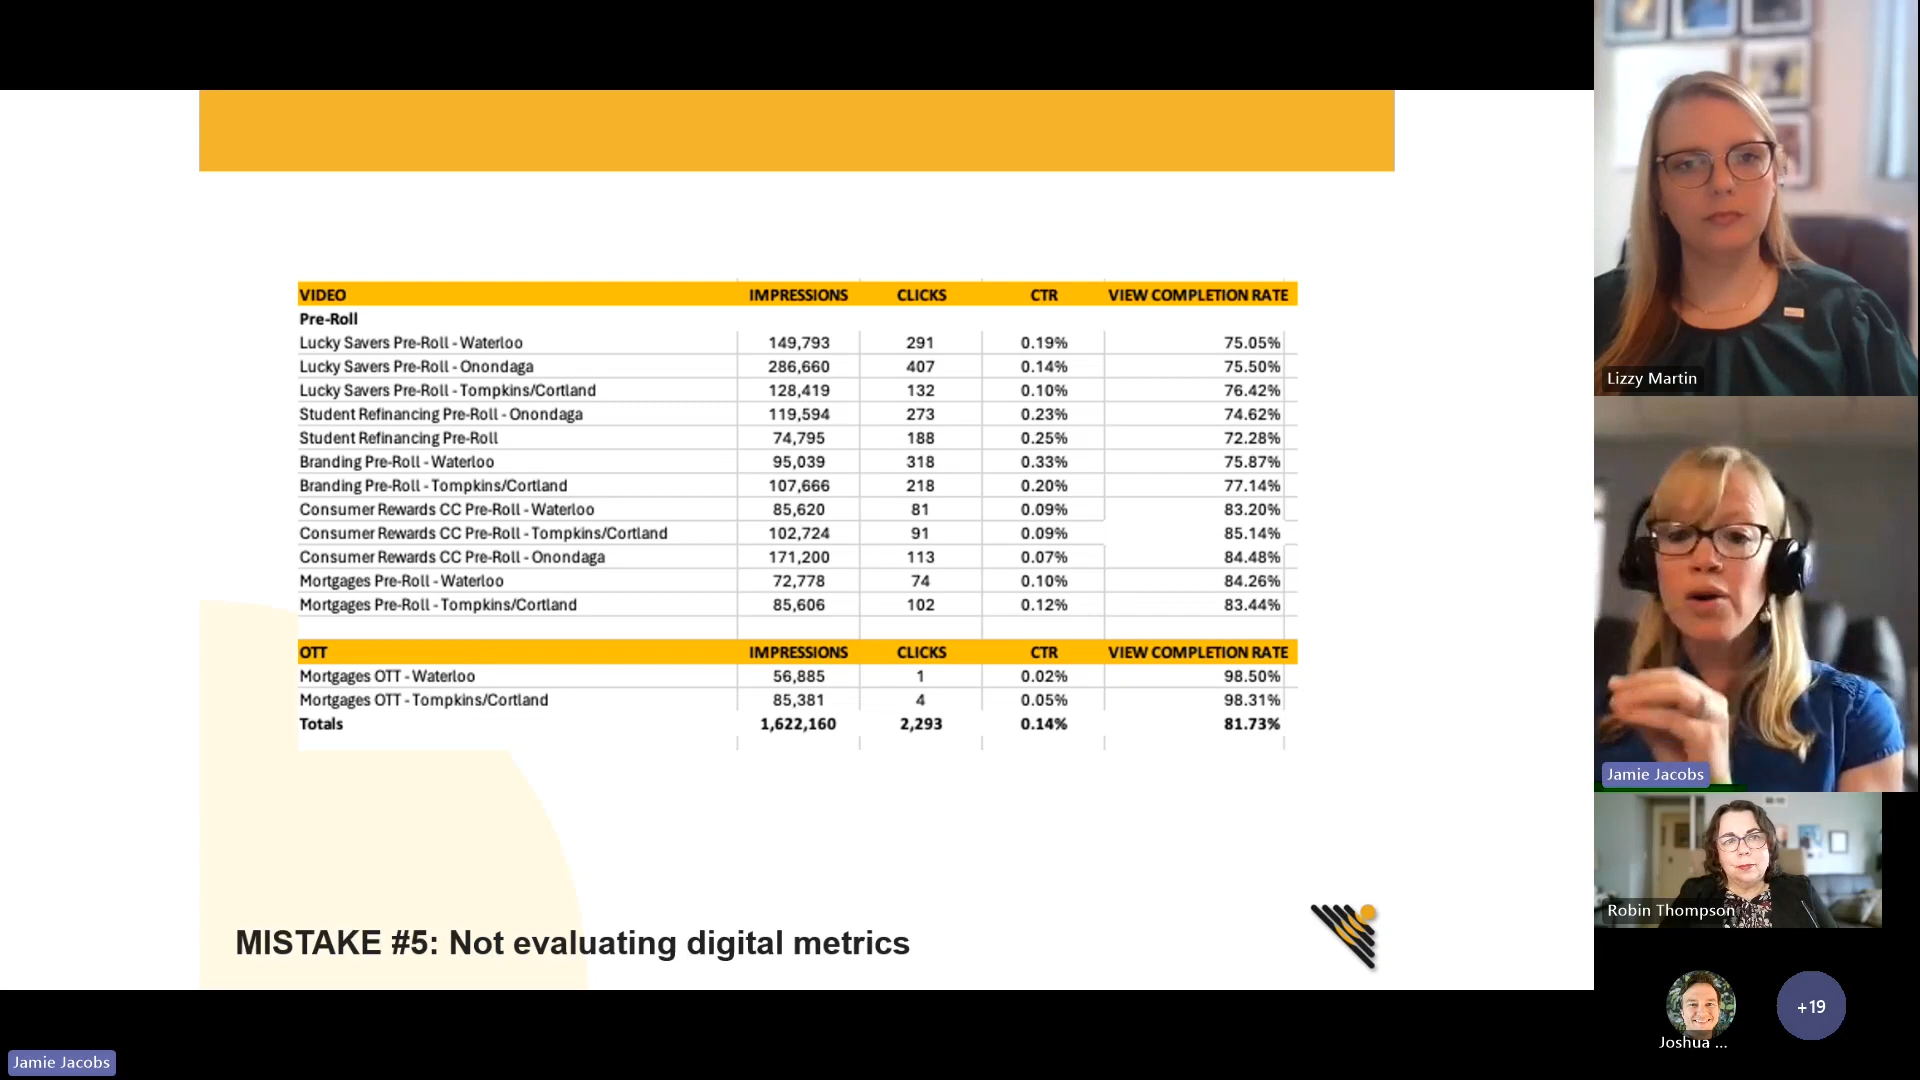 VIDEO IMPRESSIONS CLICKS CTR VIEW COMPLETION RATE
Pre-Roll
Lucky Savers Pre-Roll - Waterloo 149,793 291 0.19% 75.05%
Lucky Savers Pre-Roll - Onondaga 286,660 407 0.14% 75.50%
Lucky Savers Pre-Roll - Tompkins/Cortland 128,419 132 0.10% 76.42%
Student Refinancing Pre-Roll - Onondaga 119,594 273 0.23% 74.62%
Student Refinancing Pre-Roll 74,795 188 0.25% 72.28%
Branding Pre-Roll - Waterloo 95,039 318 0.33% 75.87%
Branding Pre-Roll - Tompkins/Cortland 107,666 218 0.20% 77.14%
Consumer Rewards CC Pre-Roll - Waterloo 85,620 81 0.09% 83.20%
Consumer Rewards CC Pre-Roll - Tompkins/Cortland 102,724 91 0.09% 85.14%
Consumer Rewards CC Pre-Roll - Onondaga 171,200 113 0.07% 84.48%
Mortgages Pre-Roll - Waterloo 72,778 74 0.10% 84.26%
Mortgages Pre-Roll - Tompkins/Cortland 85,606 102 0.12% 83.44%
OTT IMPRESSIONS CLICKS CTR VIEW COMPLETION RATE
Mortgages OTT - Waterloo 56,885 1 0.02% 98.50%
Mortgages OTT - Tompkins/Cortland 85,381 4 0.05% 98.31%
Totals 1,622,160 2,293 0.14% 81.73%
MISTAKE #5: Not evaluating digital metrics
Lizzy Martin
Jamie Jacobs
Robin Thompson
Joshua ...
+19
Jamie Jacobs